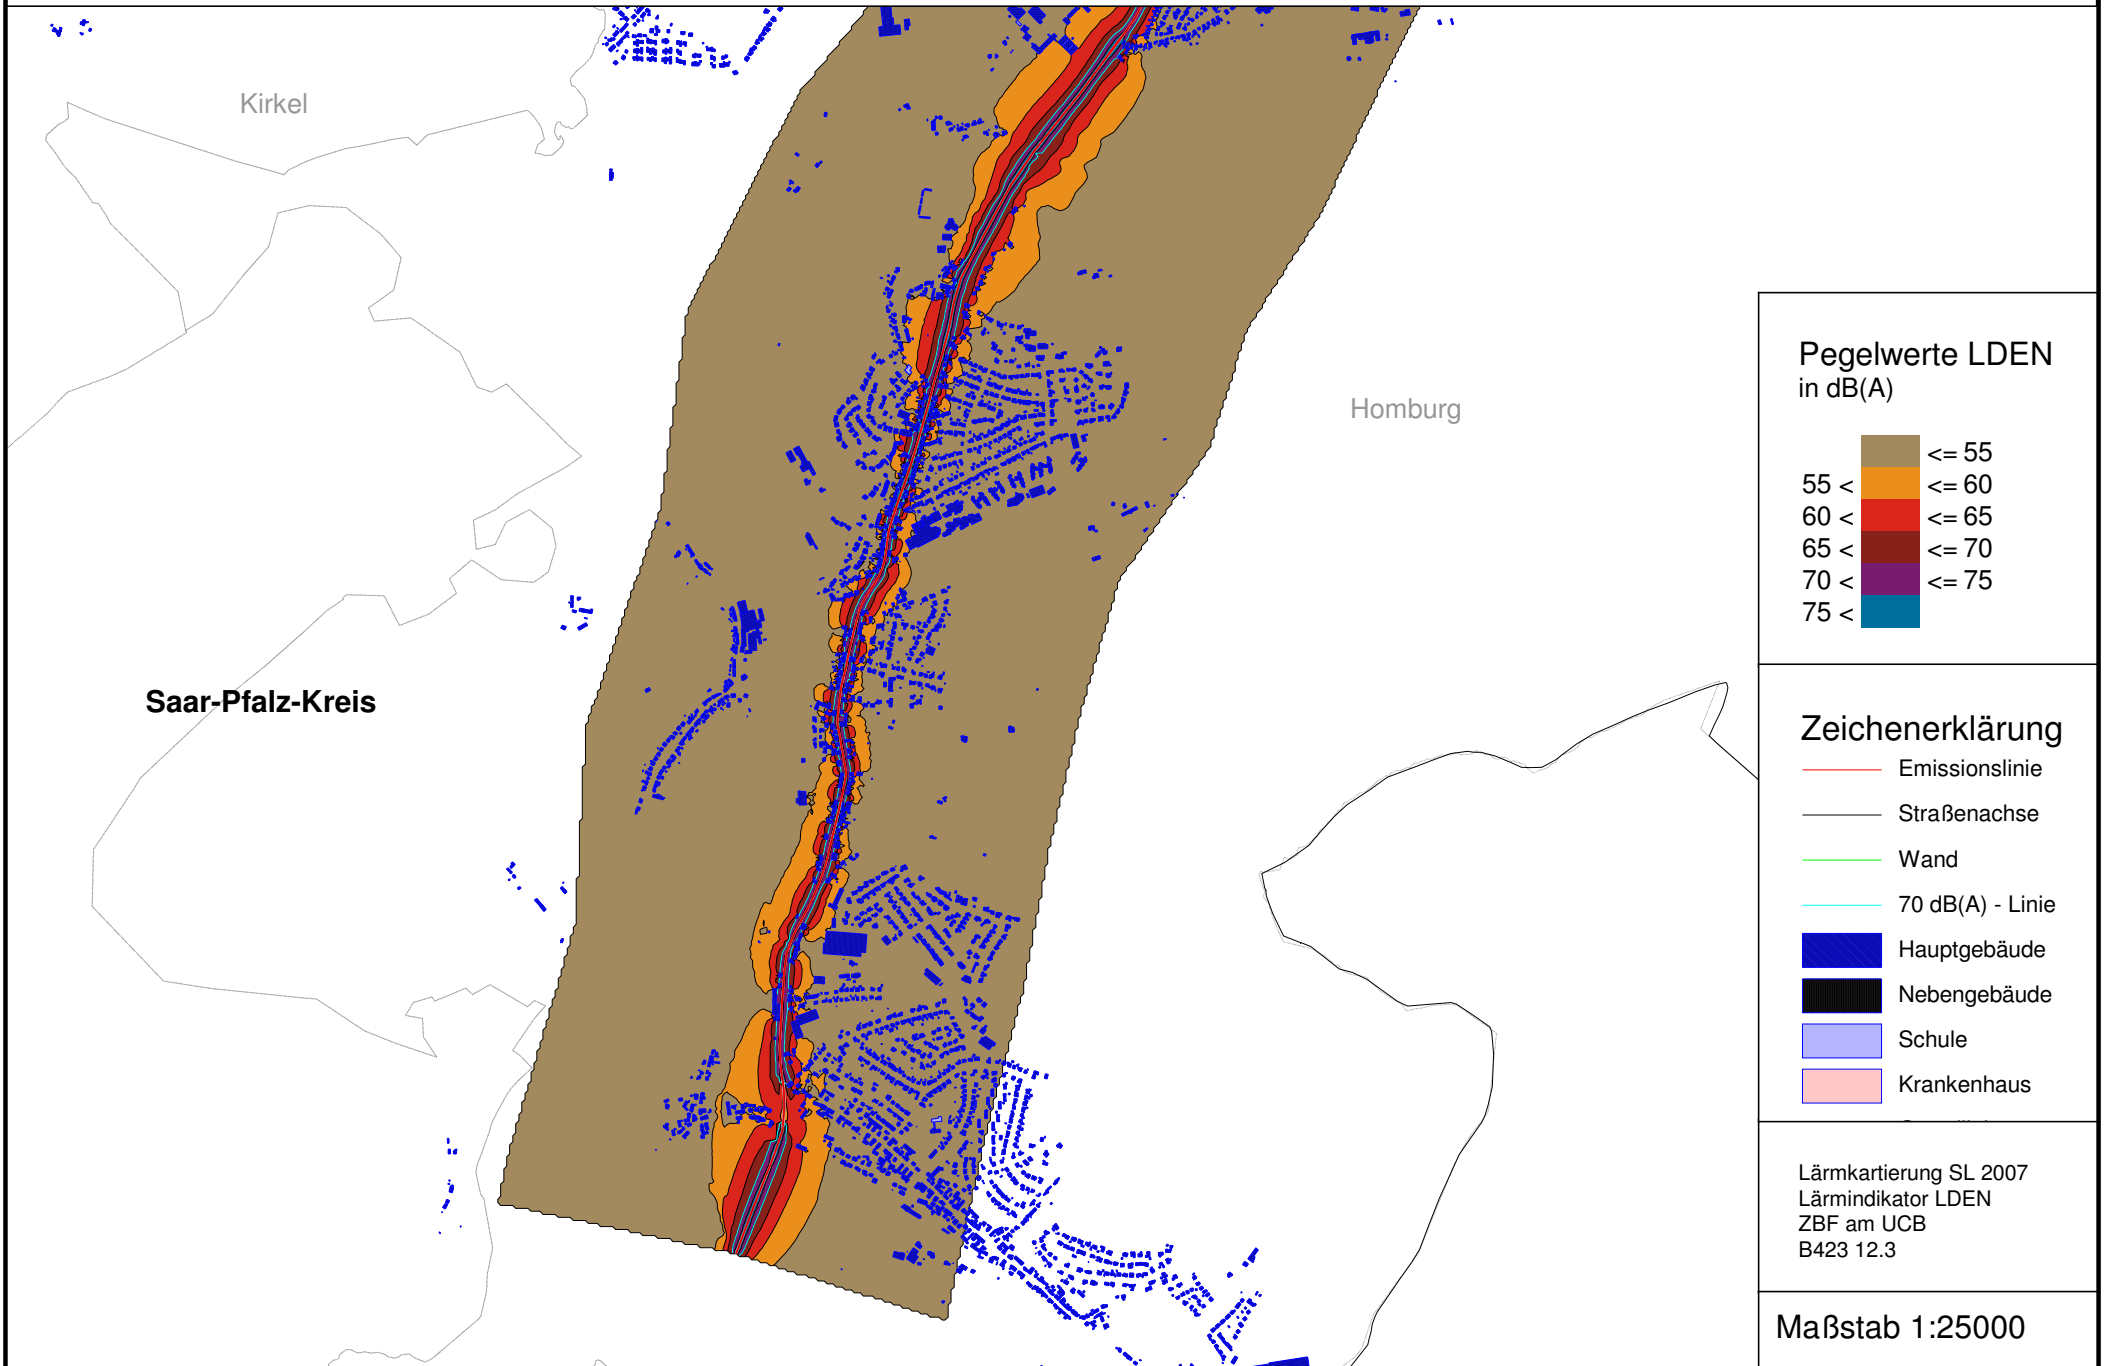 Kirkel
Homburg
Saar-Pfalz-Kreis
Pegelwerte LDEN
in dB(A)
<= 55
55 < <= 60
60 < <= 65
65 < <= 70
70 < <= 75
75 <
Zeichenerklärung
Emissionslinie
Straßenachse
Wand
70 dB(A) - Linie
Hauptgebäude
Nebengebäude
Schule
Krankenhaus
Lärmkartierung SL 2007
Lärmindikator LDEN
ZBF am UCB
B423 12.3
Maßstab 1:25000